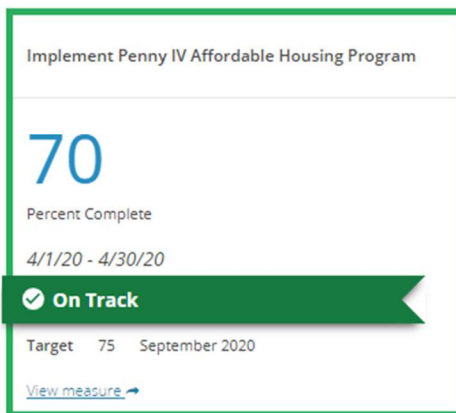 Implement Penny IV Affordable Housing Program
70
Percent Complete
4/1/20 - 4/30/20
On Track
Target 75 September 2020
View measure